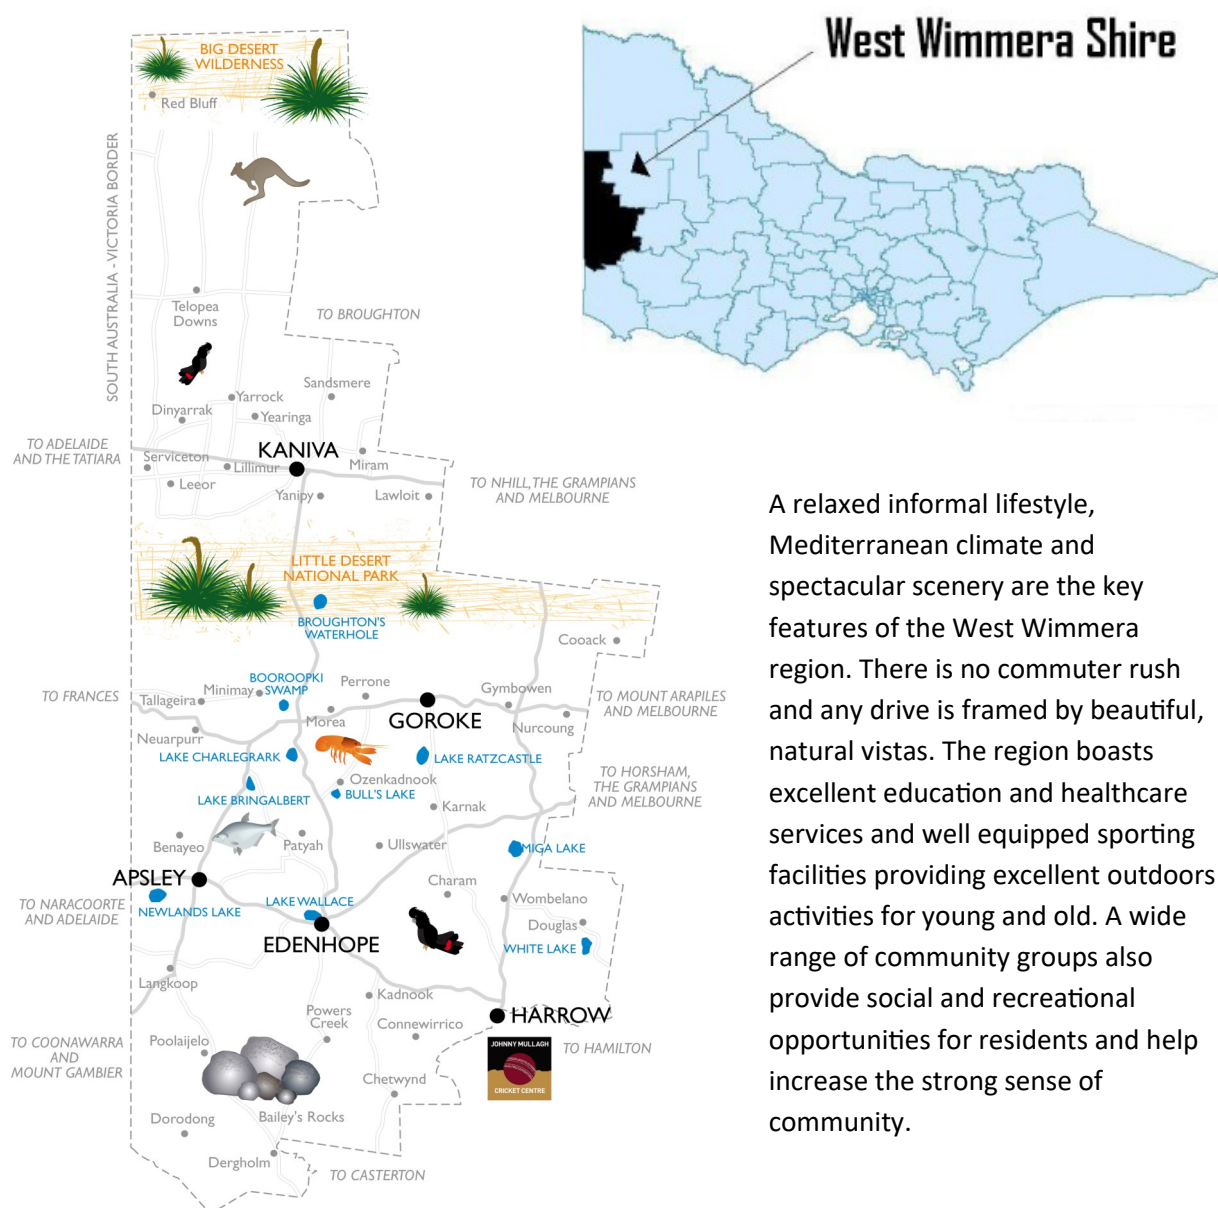 West Wimmera Shire
BIG DESERT
WILDERNESS
Red Bluff
SOUTH AUSTRALIA - VICTORIA BORDER
Telopea
Downs
TO BROUGHTON
Sandsmere
Yarrock
Dinyarrak
Yearinga
TO ADELAIDE
AND THE TATIARA
KANIVA
Serviceton
Lillimur
Miram
Leeor
Yanipy
Lawloit
TO NHILL, THE GRAMPIANS
AND MELBOURNE
LITTLE DESERT
NATIONAL PARK
BROUGHTON'S
WATERHOLE
Cooack
TO FRANCES
BOOROOPKI
SWAMP
Minimay
Tallageira
Perrone
Gymbowen
TO MOUNT ARAPILES
AND MELBOURNE
Morea
GOROKE
Nurcoung
Neuarpurr
LAKE CHARLEGRARK
LAKE RATZCASTLE
TO HORSHAM,
THE GRAMPIANS
AND MELBOURNE
Ozenkadnook
BULL'S LAKE
LAKE BRINGALBERT
Karnak
Benayeo
Patyah
Ullswater
MIGA LAKE
APSLEY
Charam
Wombelano
TO NARACOORTE
AND ADELAIDE
NEWLANDS LAKE
LAKE WALLACE
EDENHOPE
Douglas
WHITE LAKE
Langkoop
Kadnook
Powers
Creek
Connewirrico
HARROW
TO COONAWARRA
AND
MOUNT GAMBIER
Poolaijelo
JOHNNY MULLAGH
CRICKET CENTRE
TO HAMILTON
Chetwynd
Dorodong
Bailey's Rocks
Dergholm
TO CASTERTON
A relaxed informal lifestyle,
Mediterranean climate and
spectacular scenery are the key
features of the West Wimmera
region. There is no commuter rush
and any drive is framed by beautiful,
natural vistas. The region boasts
excellent education and healthcare
services and well equipped sporting
facilities providing excellent outdoors
activities for young and old. A wide
range of community groups also
provide social and recreational
opportunities for residents and help
increase the strong sense of
community.